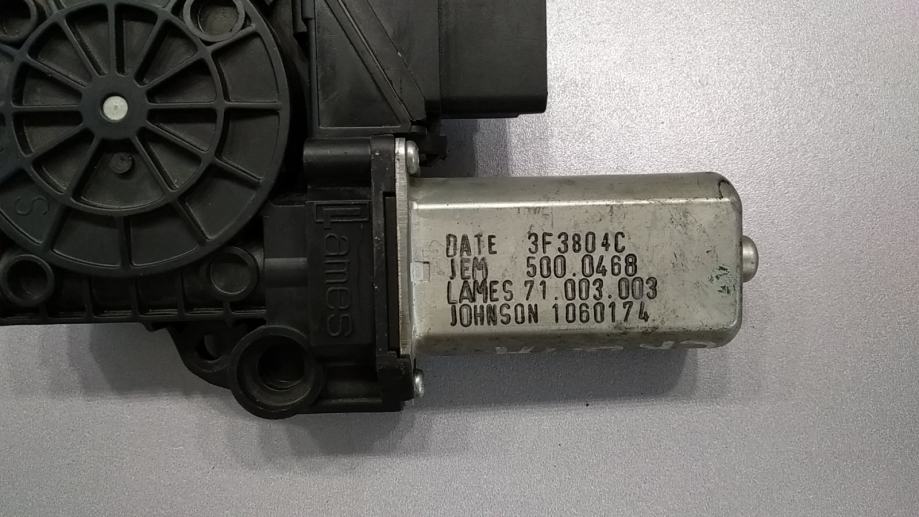 DATE 3F3804C
JEM 500.0468
LAMES 71.003.003
JOHNSON 1060174
Lames
S